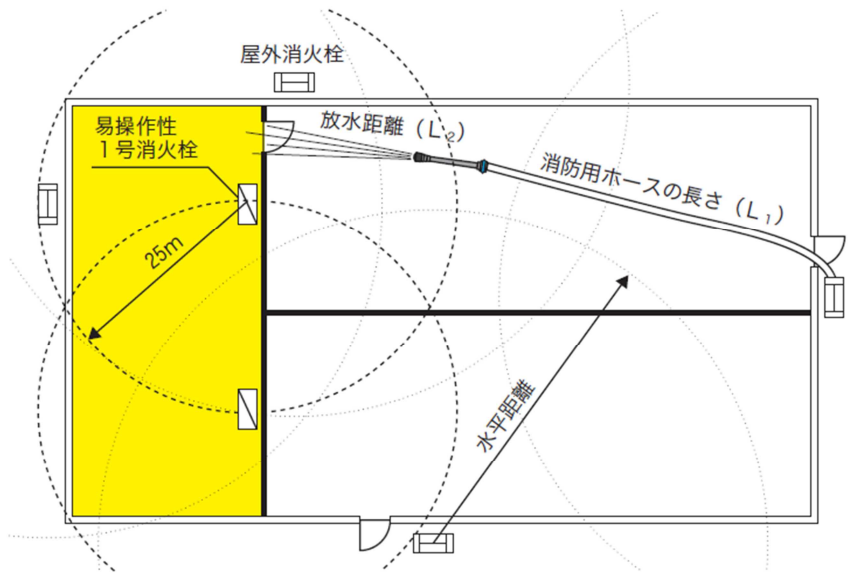 屋外消火栓
易操作性
1号消火栓
放水距離（L₂）
消防用ホースの長さ（L₁）
25m
水平距離